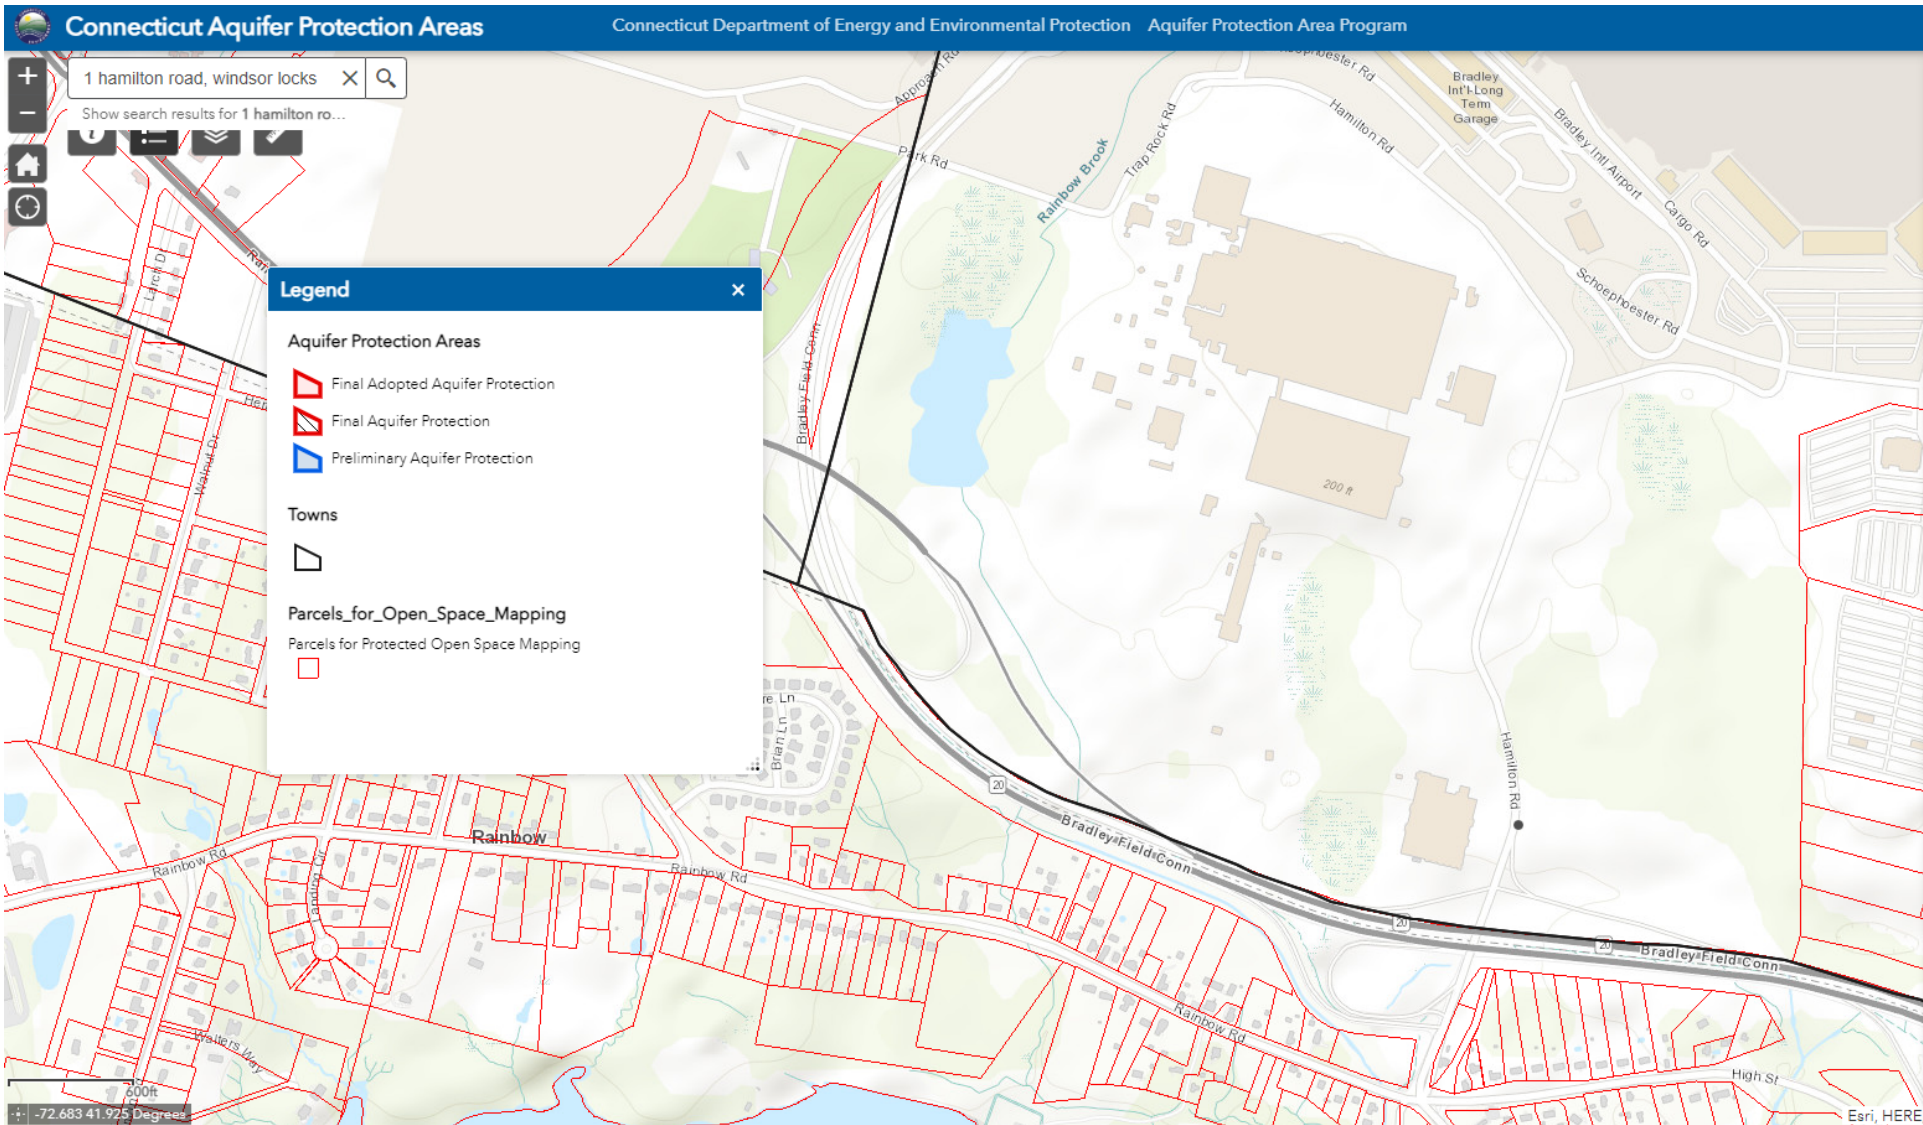 Connecticut Aquifer Protection Areas
Connecticut Department of Energy and Environmental Protection Aquifer Protection Area Program
+
1 hamilton road, windsor locks
Show search results for 1 hamilton ro...
−
Approach Rd
Park Rd
Rainbow Brook
Trap Rock Rd
Hamilton Rd
Bradley
Int'l-Long
Term
Garage
Bradley Intl Airport
Cargo Rd
Schoephoester Rd
Larch Dr
Walnut Dr
Bradley Field Conn
Legend
Aquifer Protection Areas
Final Adopted Aquifer Protection
Final Aquifer Protection
Preliminary Aquifer Protection
Towns
Parcels_for_Open_Space_Mapping
Parcels for Protected Open Space Mapping
200 ft
Brian Ln
Hamilton Rd
20
Bradley Field Conn
20
20
Bradley Field Conn
Rainbow
Rainbow Rd
Rainbow Rd
Landing Cir
Rainbow Rd
Walters Way
High St
600ft
-72.683 41.925 Degrees
Esri, HERE